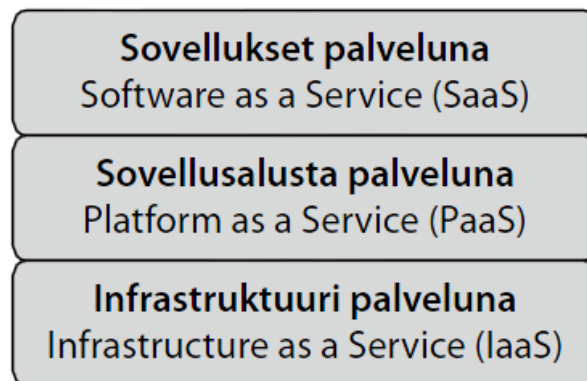 Sovellukset palveluna
Software as a Service (SaaS)
Sovellusalusta palveluna
Platform as a Service (PaaS)
Infrastruktuuri palveluna
Infrastructure as a Service (IaaS)